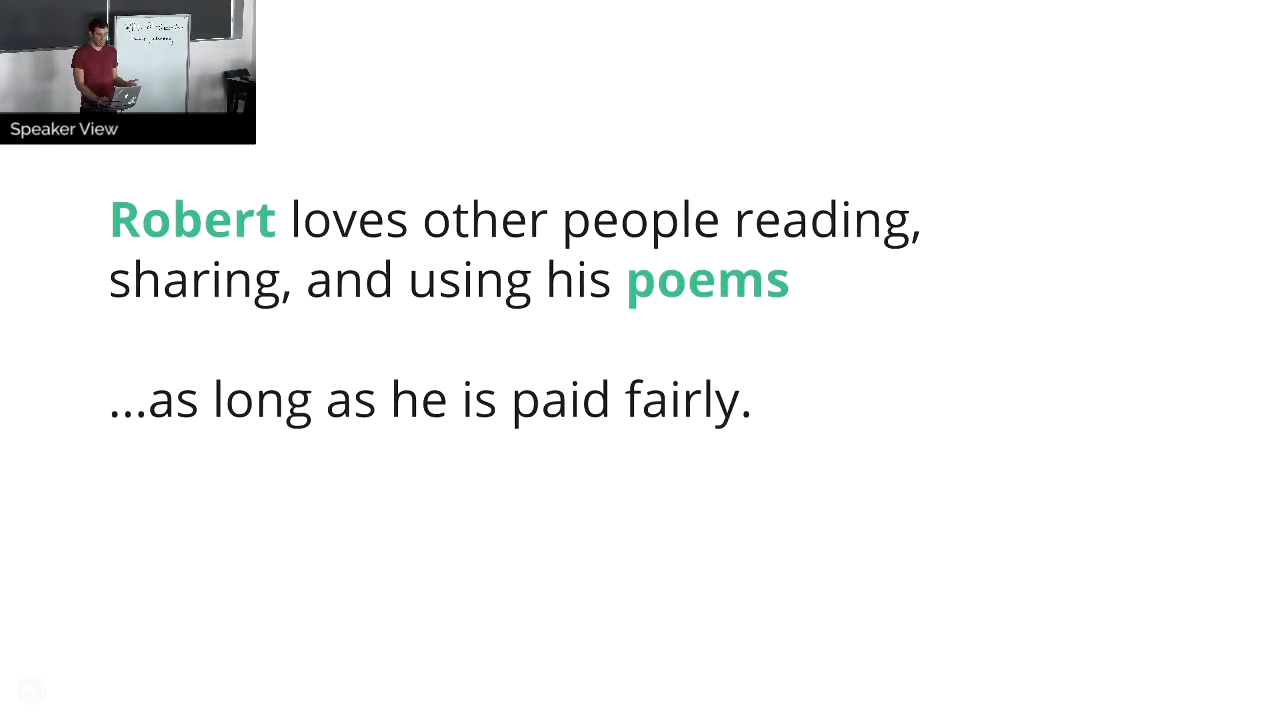 Speaker View
Robert loves other people reading,
sharing, and using his poems
...as long as he is paid fairly.